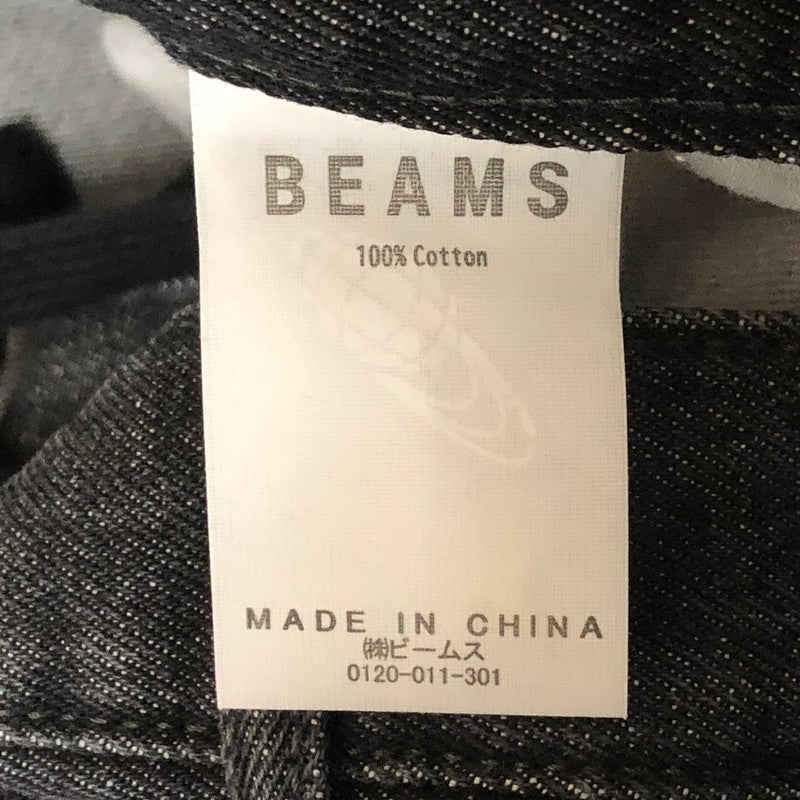 BEAMS
100% Cotton
MADE IN CHINA
㈱ビームス
0120-011-301